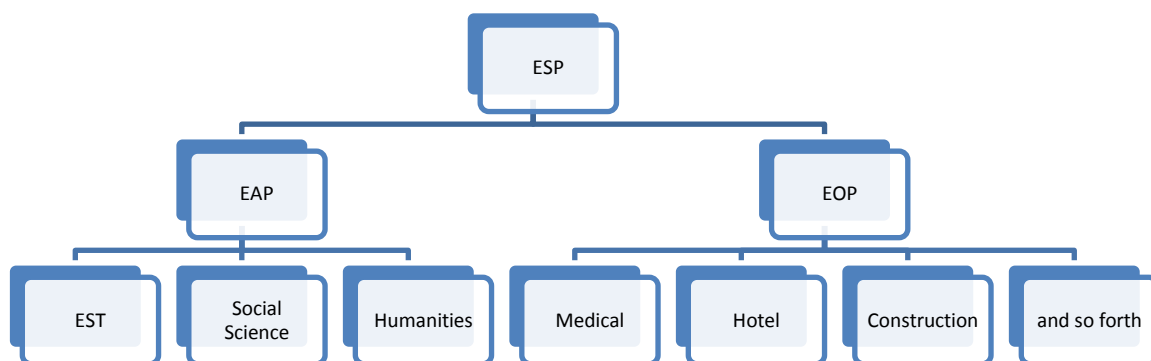 ESP
EAP
EOP
EST
Social
Science
Humanities
Medical
Hotel
Construction
and so forth